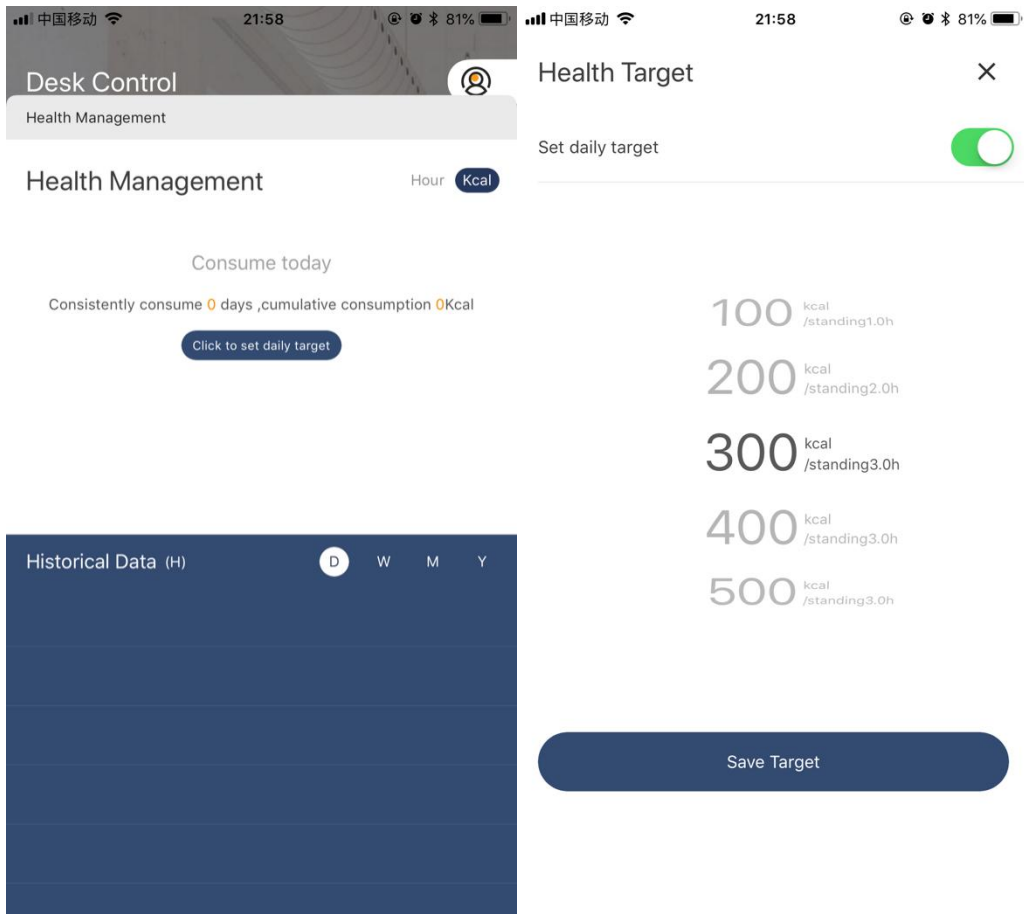 中国移动 21:58 81%
Desk Control
Health Management
Health Management Hour Kcal
Consume today
Consistently consume 0 days ,cumulative consumption 0Kcal
Click to set daily target
Historical Data (H) D W M Y
中国移动 21:58 81%
Health Target
Set daily target
100 kcal
/standing1.0h
200 kcal
/standing2.0h
300 kcal
/standing3.0h
400 kcal
/standing3.0h
500 kcal
/standing3.0h
Save Target